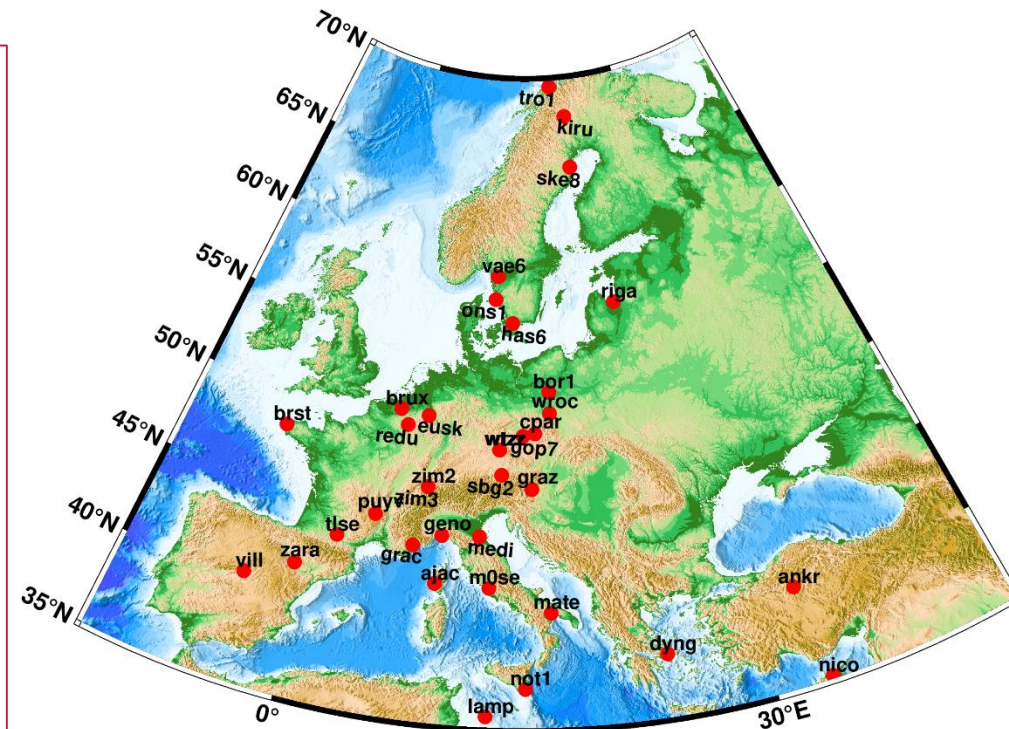 70°N
tro1
kiru
65°N
ske8
60°N
vae6
55°N
riga
ons1
has6
50°N
bor1
brux
wroc
brst
eusk
cpar
redu
wtzr
gop7
45°N
zim2
graz
sbg2
zim3
puyv
tlse
geno
medi
40°N
grac
zara
vill
ajac
m0se
ankr
mate
35°N
dyng
nico
not1
lamp
0°
30°E